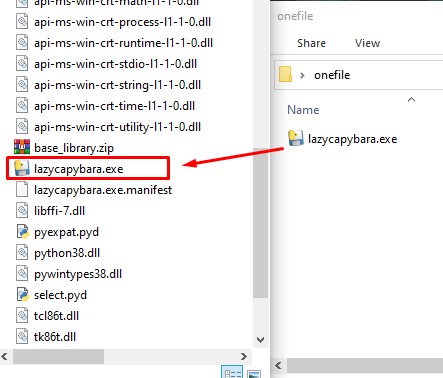 api-ms-win-crt-math-l1-1-0.dll
api-ms-win-crt-process-l1-1-0.dll
api-ms-win-crt-runtime-l1-1-0.dll
api-ms-win-crt-stdio-l1-1-0.dll
api-ms-win-crt-string-l1-1-0.dll
api-ms-win-crt-time-l1-1-0.dll
api-ms-win-crt-utility-l1-1-0.dll
base_library.zip
lazycapybara.exe
lazycapybara.exe.manifest
libffi-7.dll
pyexpat.pyd
python38.dll
pywintypes38.dll
select.pyd
tcl86t.dll
tk86t.dll
onefile
Share View
onefile
Name
lazycapybara.exe